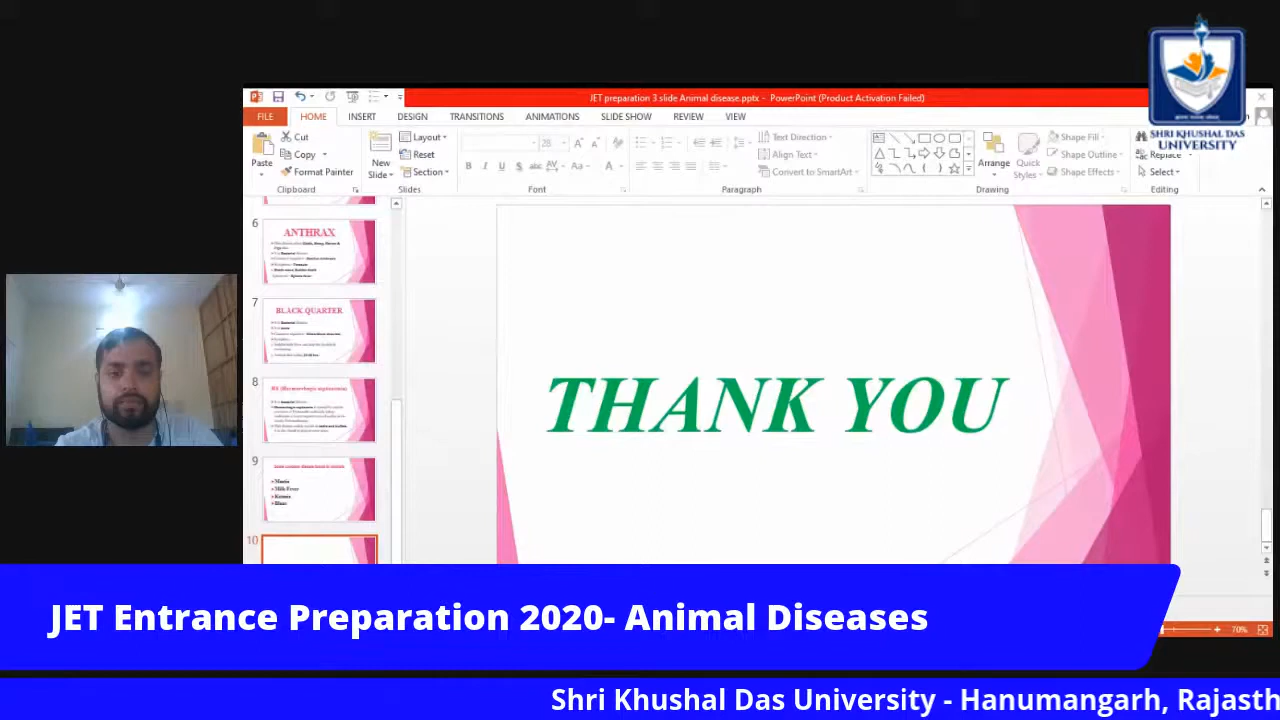 JET preparation 3.slide Animal disease.pptx - PowerPoint (Product Activation Failed)
FILE HOME INSERT DESIGN TRANSITIONS ANIMATIONS SLIDE SHOW REVIEW VIEW
Paste
Cut
Copy
Format Painter
Clipboard
New
Slide
Layout
Reset
Section
Slides
28
Font
Text Direction
Align Text
Convert to SmartArt
Paragraph
Arrange
Quick
Styles
Shape Fill
Shape Outline
Shape Effects
Drawing
Replace
Select
Editing
SHRI KHUSHAL DAS
UNIVERSITY
6
ANTHRAX
7
BLACK QUARTER
8
9
Milk Fever
10
THANK YOU
70%
JET Entrance Preparation 2020- Animal Diseases
Shri Khushal Das University - Hanumangarh, Rajasth